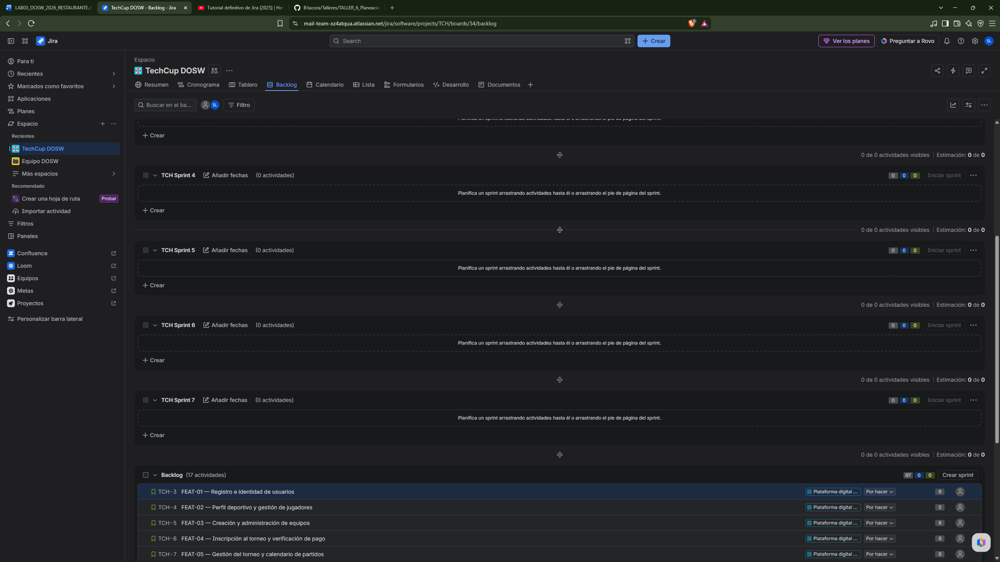 LAB03_DOSW_2026_RESTAURANTE.d
TechCup DOSW - Backlog - Jira
Tutorial definitivo de Jira (2025) | Her
Bitacora/Talleres/TALLER_6_Planeacio
mail-team-xz4atqua.atlassian.net/jira/software/projects/TCH/boards/34/backlog
Jira
Search
Crear
Ver los planes
Preguntar a Rovo
SL
Para ti
Recientes
Marcados como favoritos
Aplicaciones
Planes
Espacio
Recientes
TechCup DOSW
Equipo DOSW
Más espacios
Recomendado
Crear una hoja de ruta Probar
Importar actividad
Filtros
Paneles
Confluence
Loom
Equipos
Metas
Proyectos
Personalizar barra lateral
Espacio
TechCup DOSW
Resumen Cronograma Tablero Backlog Calendario Lista Formularios Desarrollo Documentos
Buscar en el ba... SL Filtro
Planifica un sprint arrastrando actividades hasta él o arrastrando el pie de página del sprint.
Crear
0 de 0 actividades visibles Estimación: 0 de 0
TCH Sprint 4 Añadir fechas (0 actividades) 0 0 0 Iniciar sprint
Planifica un sprint arrastrando actividades hasta él o arrastrando el pie de página del sprint.
Crear
0 de 0 actividades visibles Estimación: 0 de 0
TCH Sprint 5 Añadir fechas (0 actividades) 0 0 0 Iniciar sprint
Planifica un sprint arrastrando actividades hasta él o arrastrando el pie de página del sprint.
Crear
0 de 0 actividades visibles Estimación: 0 de 0
TCH Sprint 6 Añadir fechas (0 actividades) 0 0 0 Iniciar sprint
Planifica un sprint arrastrando actividades hasta él o arrastrando el pie de página del sprint.
Crear
0 de 0 actividades visibles Estimación: 0 de 0
TCH Sprint 7 Añadir fechas (0 actividades) 0 0 0 Iniciar sprint
Planifica un sprint arrastrando actividades hasta él o arrastrando el pie de página del sprint.
Crear
0 de 0 actividades visibles Estimación: 0 de 0
Backlog (17 actividades) 97 0 0 Crear sprint
TCH-3 FEAT-01 — Registro e identidad de usuarios Plataforma digital ... Por hacer 8
TCH-4 FEAT-02 — Perfil deportivo y gestión de jugadores Plataforma digital ... Por hacer 5
TCH-5 FEAT-03 — Creación y administración de equipos Plataforma digital ... Por hacer 6
TCH-6 FEAT-04 — Inscripción al torneo y verificación de pago Plataforma digital ... Por hacer 8
TCH-7 FEAT-05 — Gestión del torneo y calendario de partidos Plataforma digital ... Por hacer 8